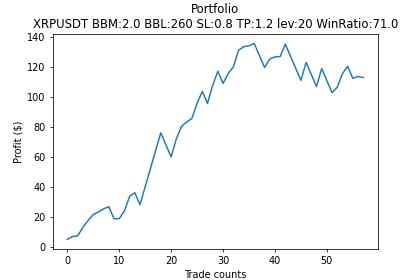 Portfolio
XRPUSDT BBM:2.0 BBL:260 SL:0.8 TP:1.2 lev:20 WinRatio:71.0
140
120
100
80
60
40
20
0
Profit ($)
0 10 20 30 40 50
Trade counts